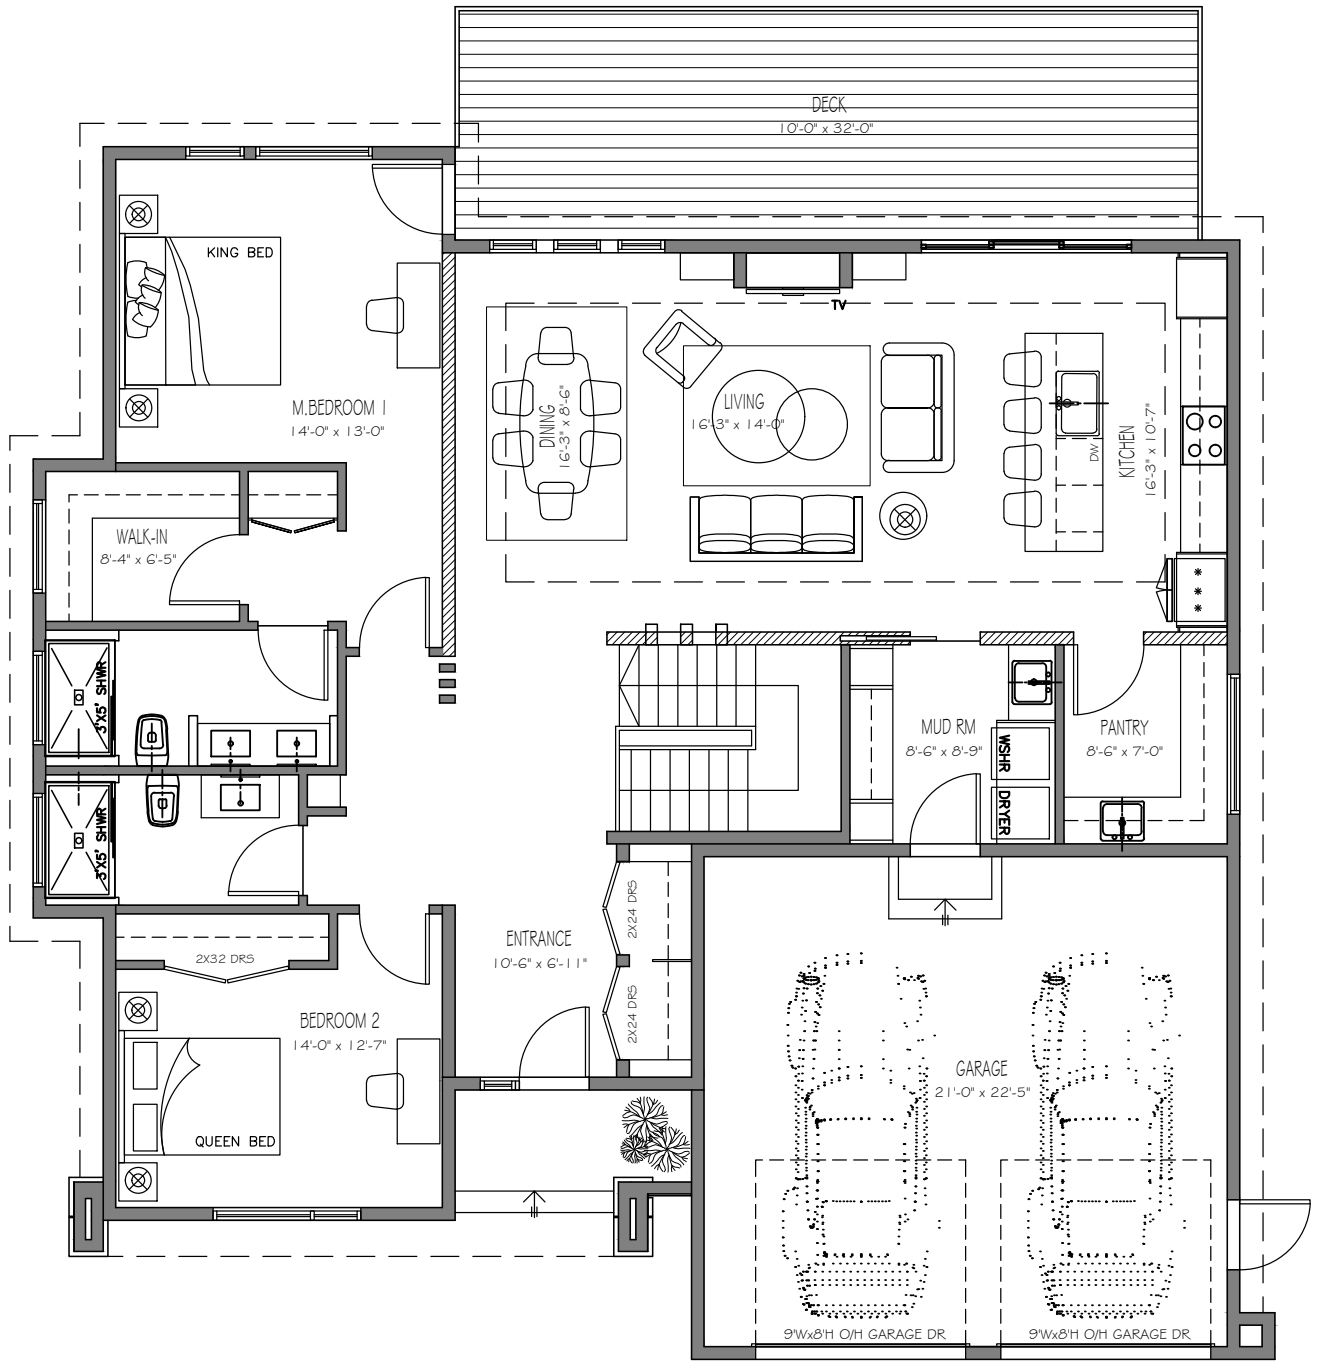 DECK
10'-0" x 32'-0"
KING BED
TV
M.BEDROOM 1
14'-0" x 13'-0"
DINING
16'-3" x 8'-6"
LIVING
16'-3" x 14'-0"
DW
KITCHEN
16'-3" x 10'-7"
WALK-IN
8'-4" x 6'-5"
3'X5' SHWR
MUD RM
8'-6" x 8'-9"
WSHR
DRYER
PANTRY
8'-6" x 7'-0"
3'X5' SHWR
2X24 DRS
ENTRANCE
10'-6" x 6'-11"
2X32 DRS
2X24 DRS
BEDROOM 2
14'-0" x 12'-7"
GARAGE
21'-0" x 22'-5"
QUEEN BED
9'Wx8'H O/H GARAGE DR
9'Wx8'H O/H GARAGE DR